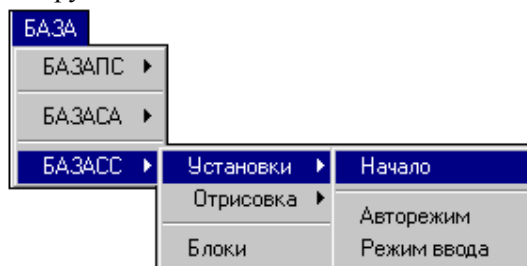 БАЗА
БАЗАПС
БАЗАСА
БАЗАСС
Установки
Начало
Отрисовка
Авторежим
Блоки
Режим ввода